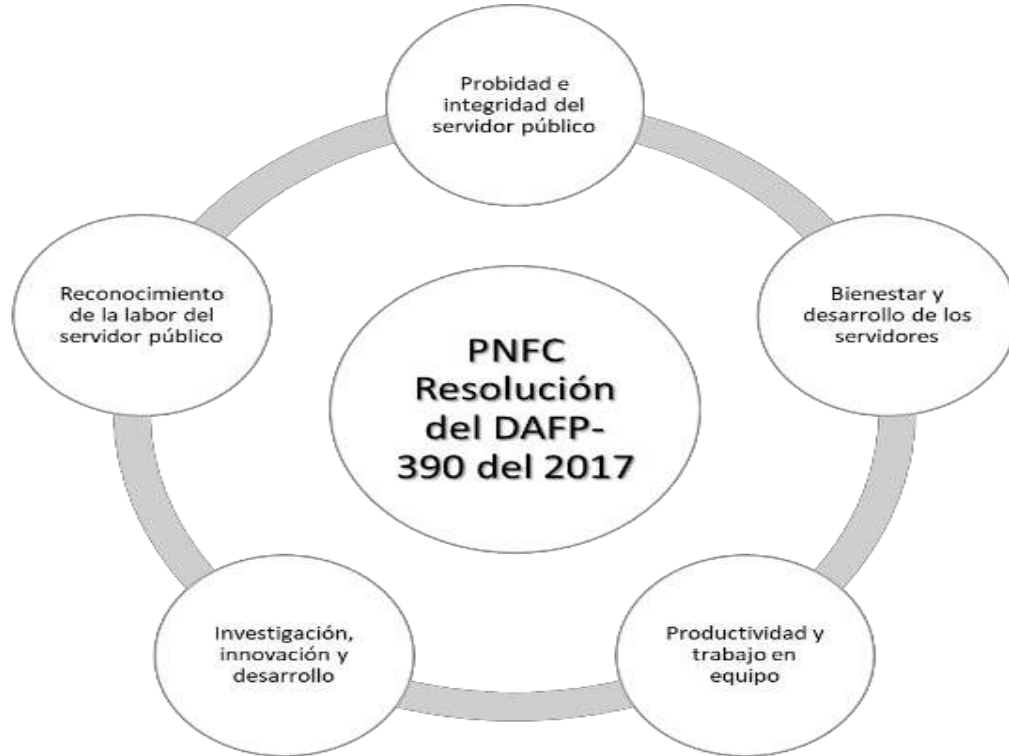 Probidad e
integridad del
servidor público
Reconocimiento
de la labor del
servidor público
Bienestar y
desarrollo de los
servidores
PNFC
Resolución
del DAFP-
390 del 2017
Investigación,
innovación y
desarrollo
Productividad y
trabajo en
equipo